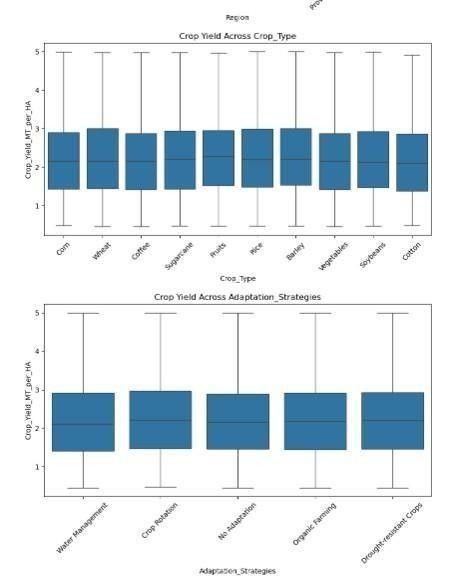 Region
Crop Yield Across Crop_Type
5
4
3
2
1
Crop_Yield_MT_per_HA
Corn
Wheat
Coffee
Sugarcane
Fruits
Rice
Barley
Vegetables
Soybeans
Cotton
Crop_Type
Crop Yield Across Adaptation_Strategies
5
4
3
2
1
Crop_Yield_MT_per_HA
Water Management
Crop Rotation
No Adaptation
Organic Farming
Drought-resistant Crops
Adaptation_Strategies